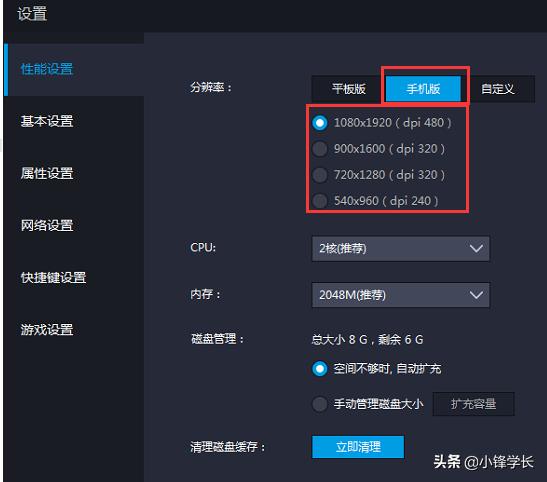 设置
性能设置
基本设置
属性设置
网络设置
快捷键设置
游戏设置
分辨率：
平板版 手机版 自定义
1080x1920（dpi 480）
900x1600（dpi 320）
720x1280（dpi 320）
540x960（dpi 240）
CPU: 2核(推荐)
内存： 2048M(推荐)
磁盘管理： 总大小 8 G，剩余 6 G
空间不够时, 自动扩充
手动管理磁盘大小 扩充容量
清理磁盘缓存： 立即清理
头条 @小锋学长